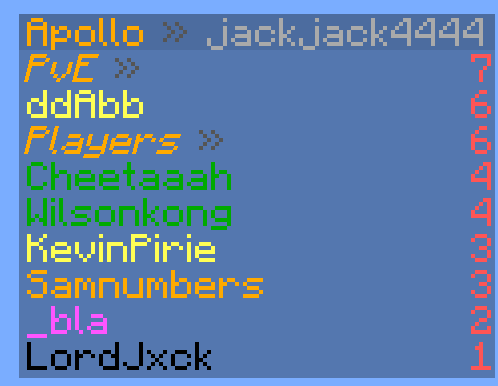 Apollo » .jackjack4444
PvE » 7
ddAbb 6
Players » 6
Cheetaaah 4
Wilsonkong 4
KevinPirie 3
Samnumbers 3
_bla 2
LordJxck 1